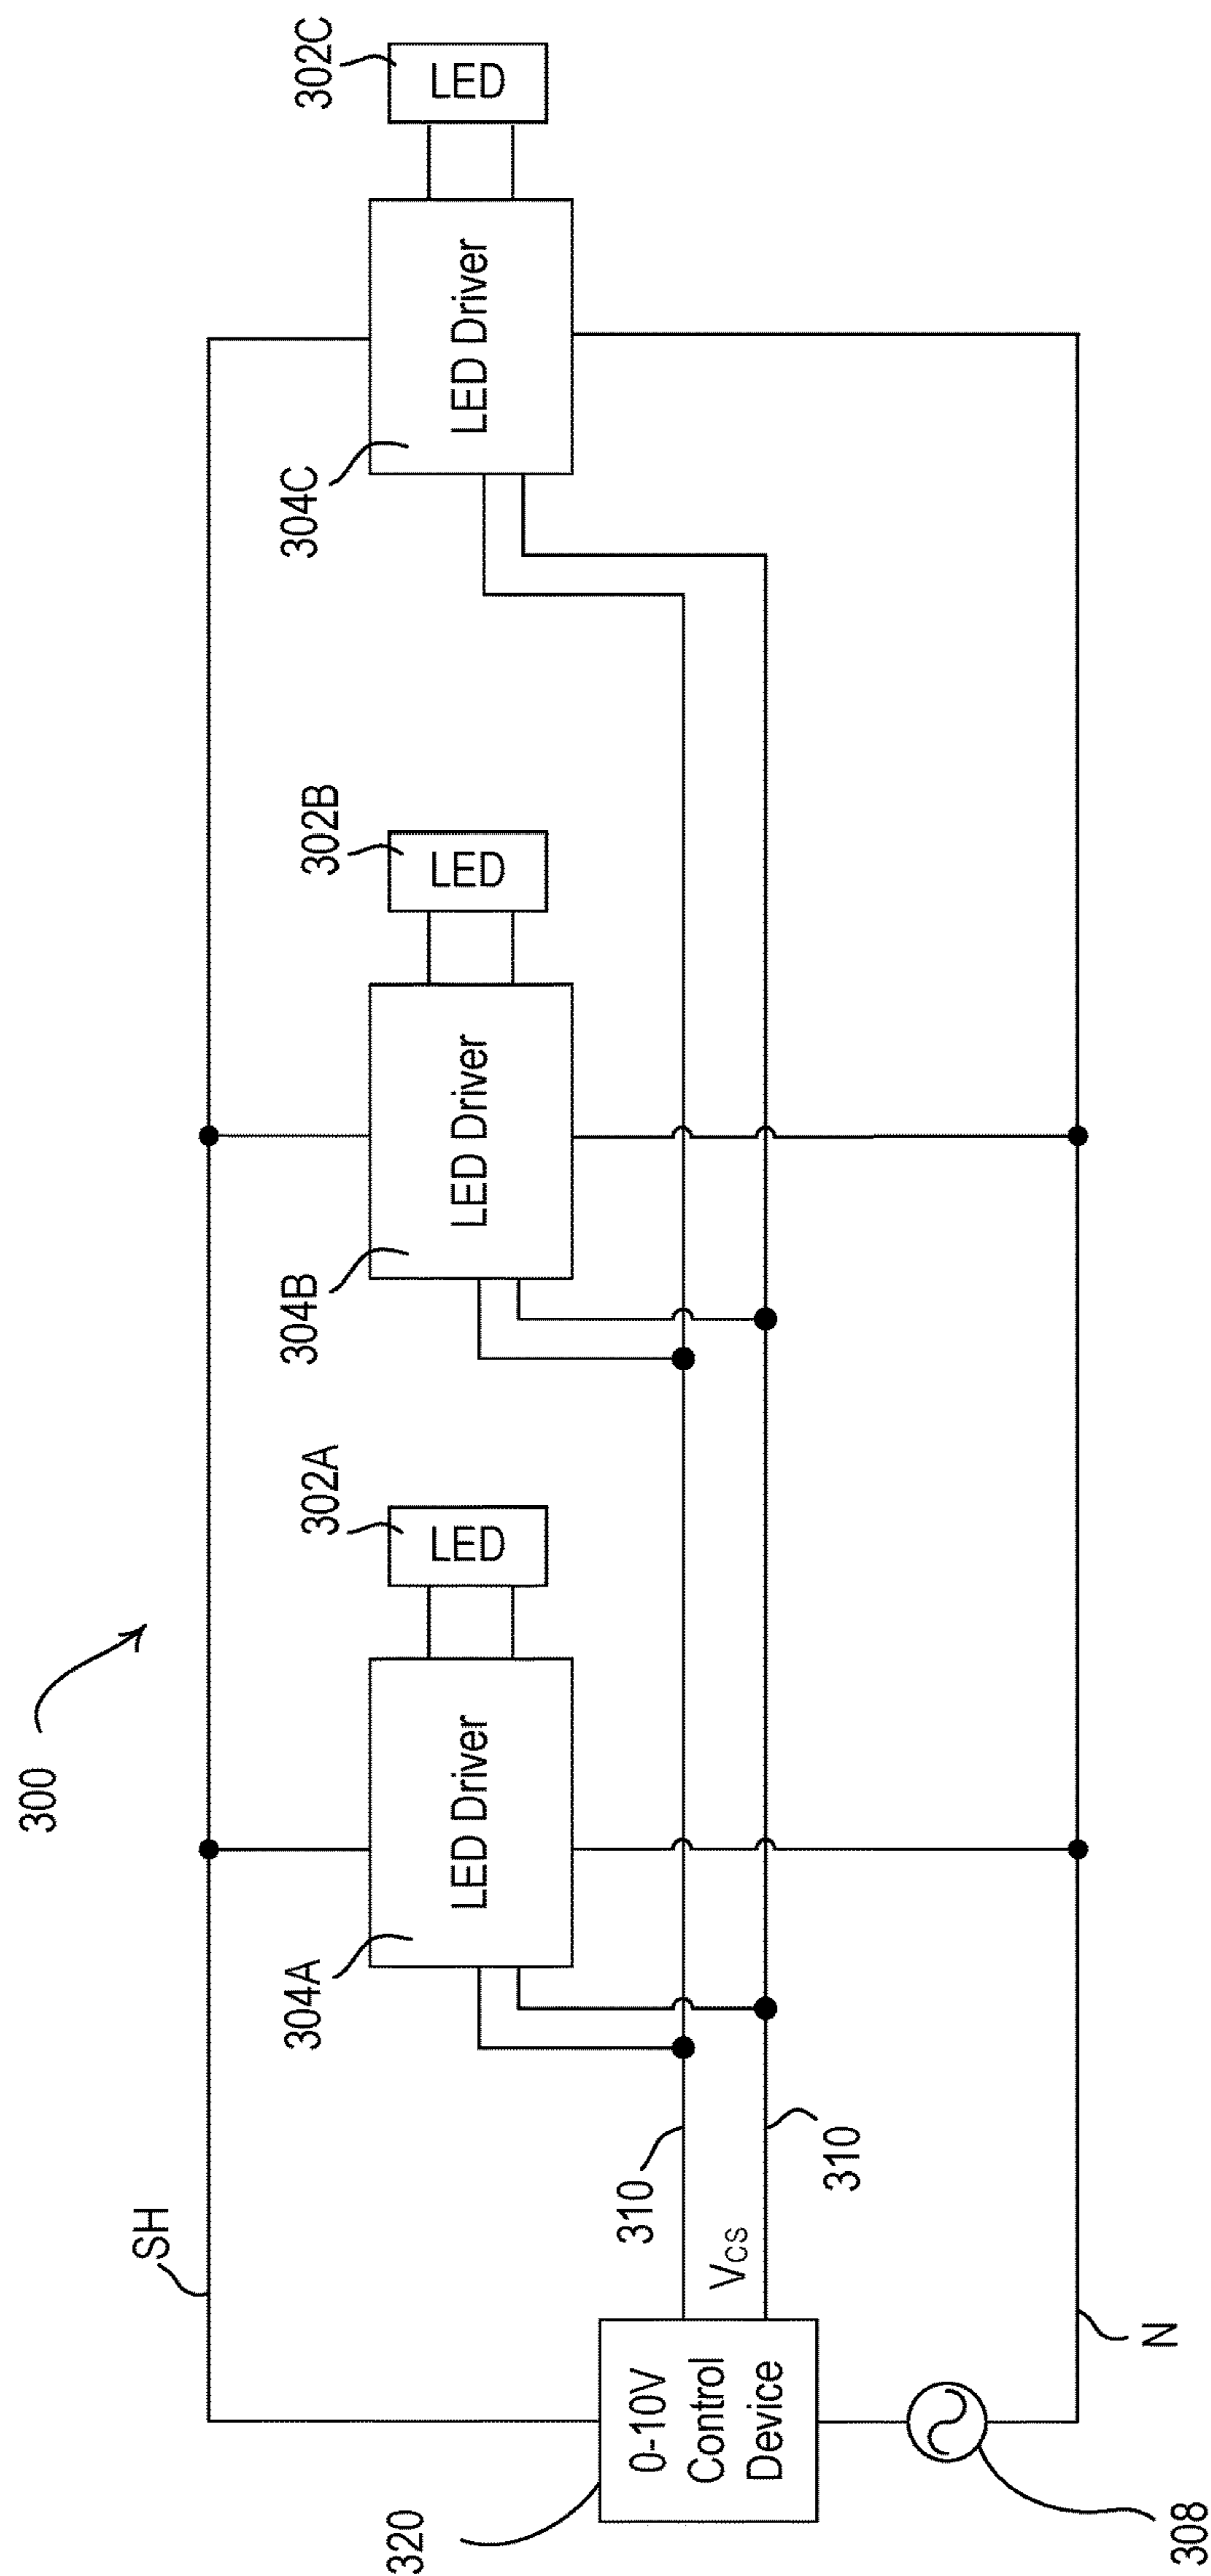 300
SH
302A
302B
302C
LED
LED
LED
304A
304B
304C
LED Driver
LED Driver
LED Driver
310
V_CS
310
320
0-10V
Control
Device
308
N